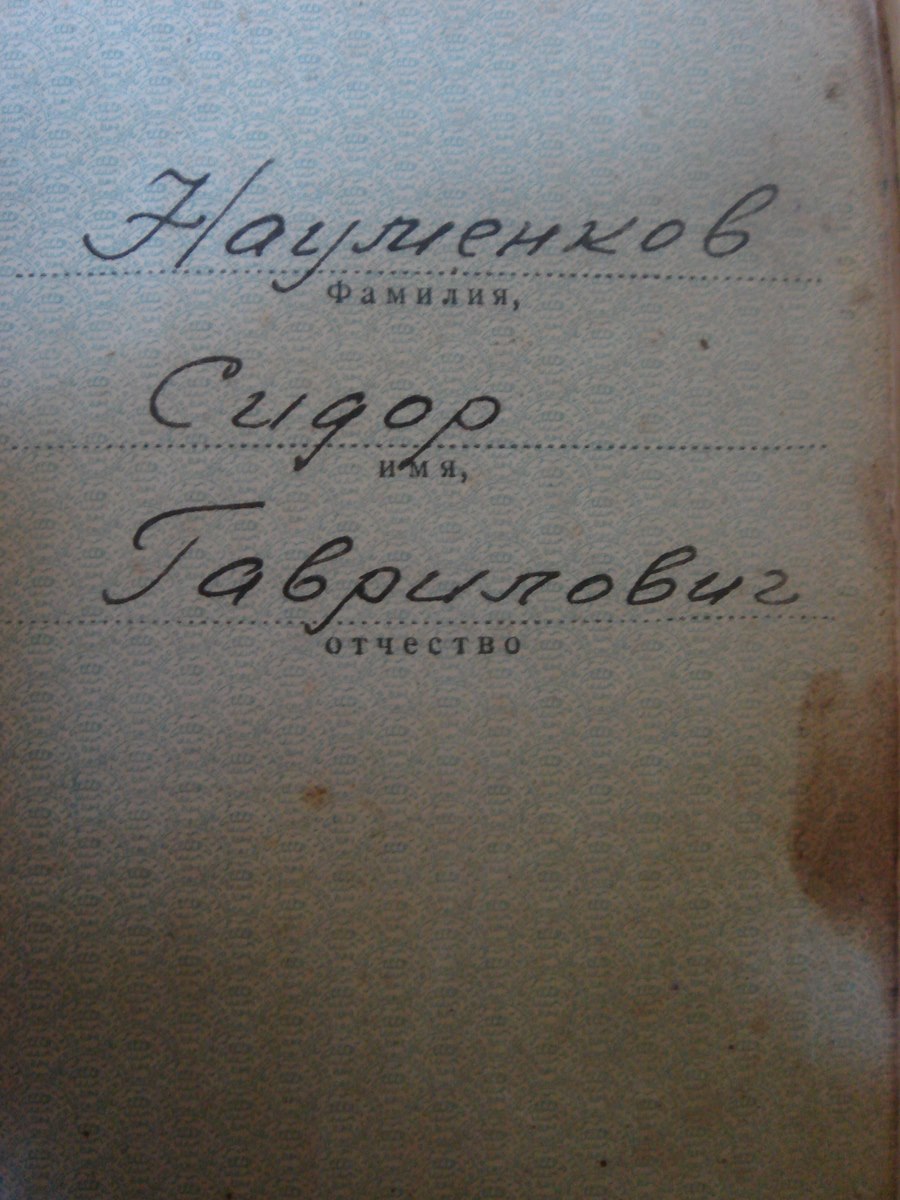 Науменков
Фамилия,
Сидор
имя,
Гаврилович
отчество